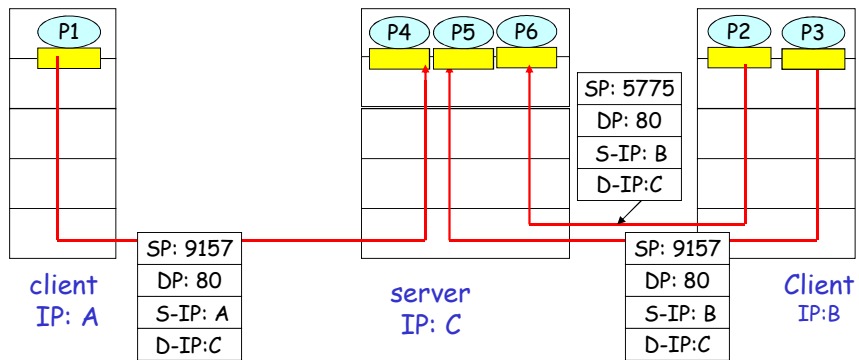 P1
P4
P5
P6
P2
P3
SP: 5775
DP: 80
S-IP: B
D-IP:C
SP: 9157
DP: 80
S-IP: A
D-IP:C
SP: 9157
DP: 80
S-IP: B
D-IP:C
client
IP: A
server
IP: C
Client
IP:B